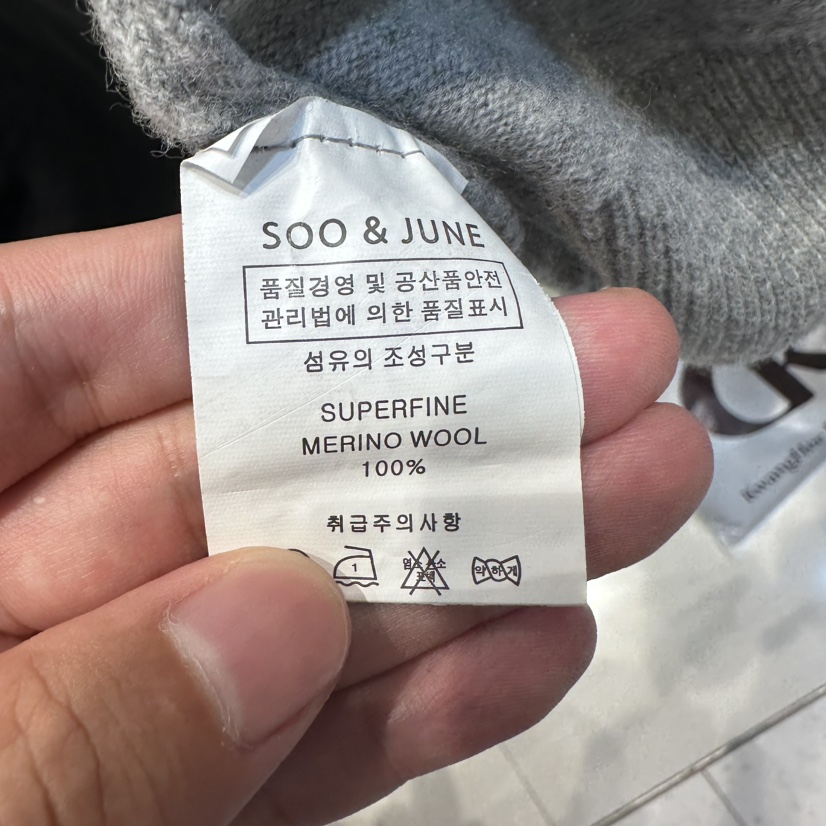 SOO & JUNE
품질경영 및 공산품안전
관리법에 의한 품질표시
섬유의 조성구분
SUPERFINE
MERINO WOOL
100%
취급주의사항
1
약하게